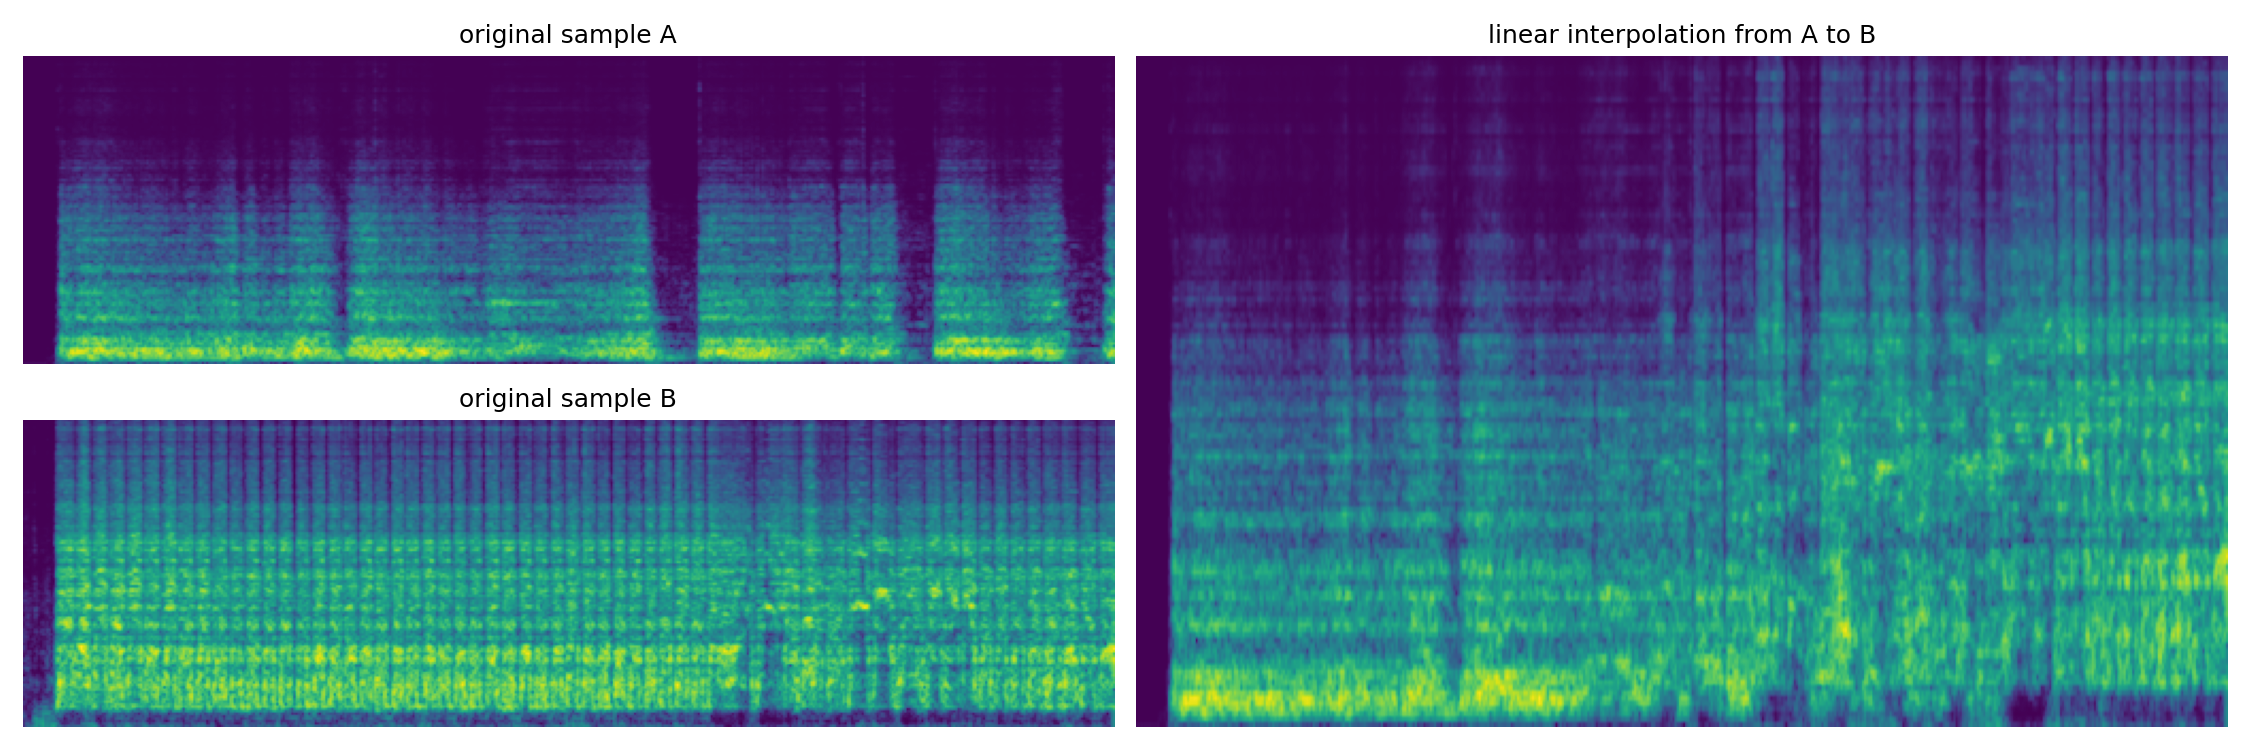 original sample A
original sample B
linear interpolation from A to B